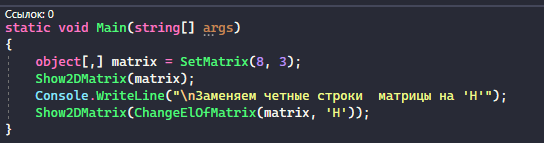 Ссылок: 0
static void Main(string[] args)
{
object[,] matrix = SetMatrix(8, 3);
Show2DMatrix(matrix);
Console.WriteLine("\nЗаменяем четные строки  матрицы на 'H'");
Show2DMatrix(ChangeElOfMatrix(matrix, 'H'));
}